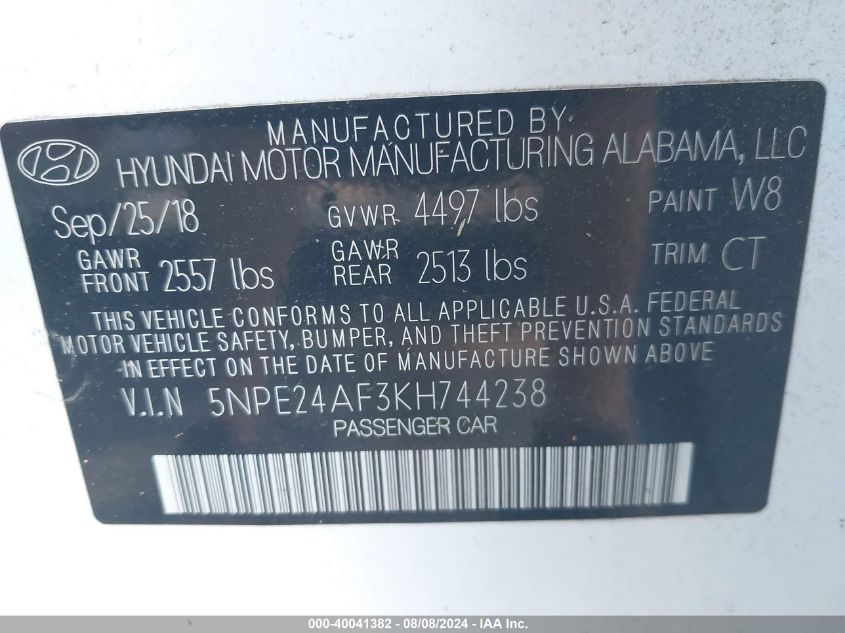 MANUFACTURED BY
HYUNDAI MOTOR MANUFACTURING ALABAMA, LLC
Sep/25/18 GVWR 4497 lbs PAINT W8
GAWR FRONT 2557 lbs GAWR REAR 2513 lbs TRIM CT
THIS VEHICLE CONFORMS TO ALL APPLICABLE U.S.A. FEDERAL
MOTOR VEHICLE SAFETY, BUMPER, AND THEFT PREVENTION STANDARDS
IN EFFECT ON THE DATE OF MANUFACTURE SHOWN ABOVE
V.I.N 5NPE24AF3KH744238
PASSENGER CAR
000-40041382 - 08/08/2024 - IAA Inc.